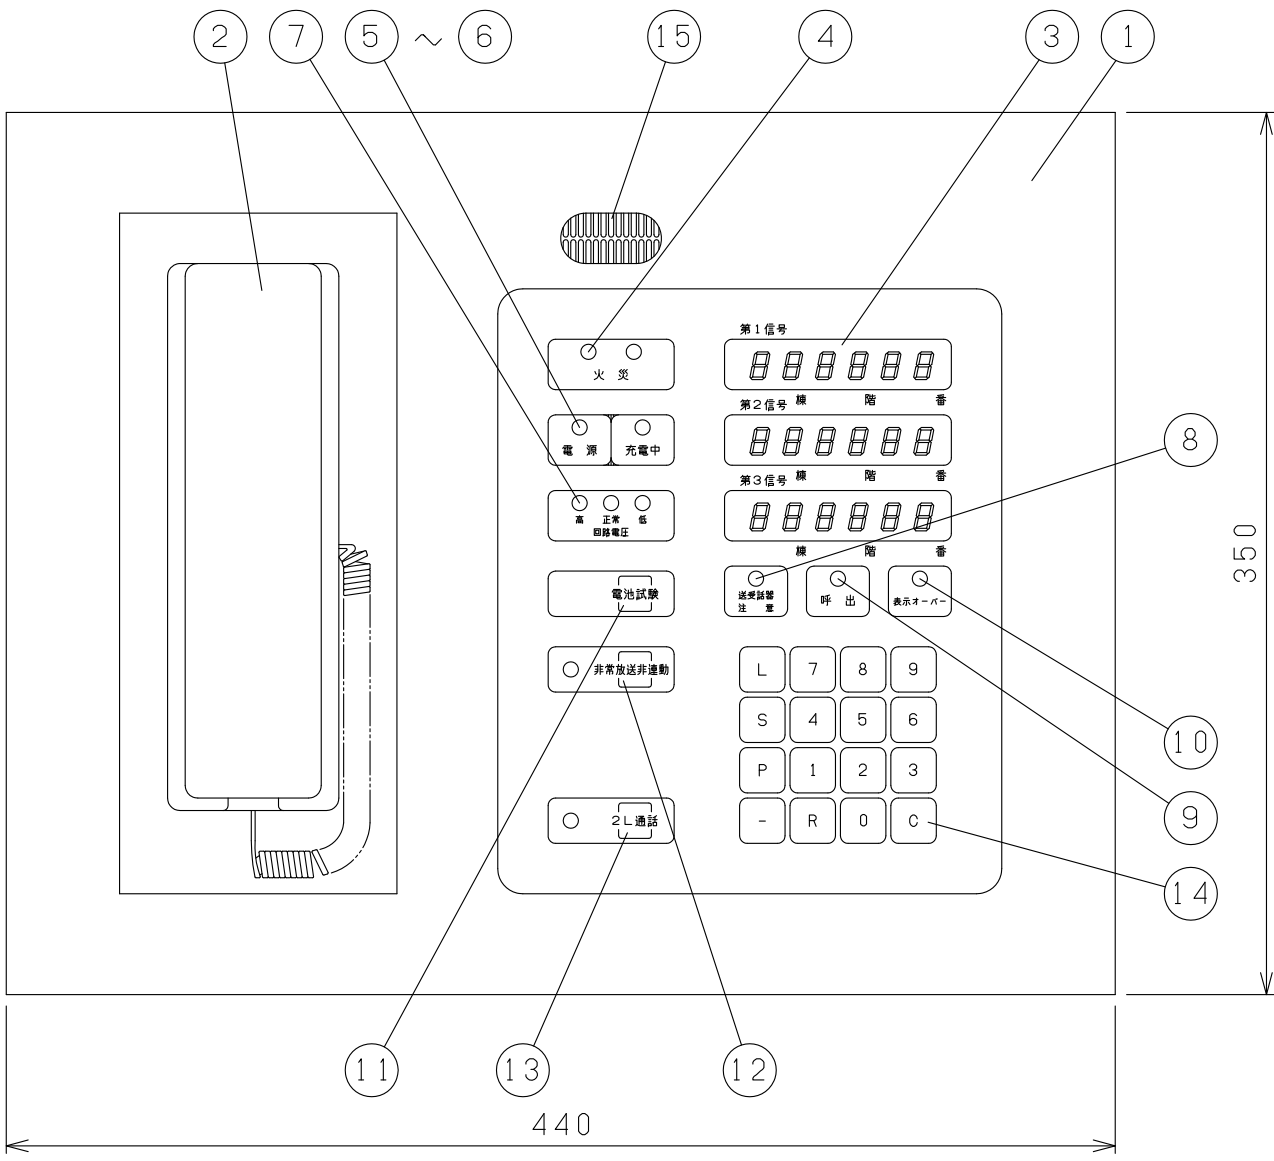 2 7 5 ～ 6 15 4 3 1
第1信号
888888
火 災
棟 階 番
第2信号
888888
電 源 充電中
棟 階 番
8
第3信号
888888
高 正常 低
回路電圧
棟 階 番
350
電池試験
送受話器
注 意
呼 出
表示オーバー
非常放送非連動
L 7 8 9
S 4 5 6
10
P 1 2 3
9
2L通話
- R 0 C
14
11 13 12
440